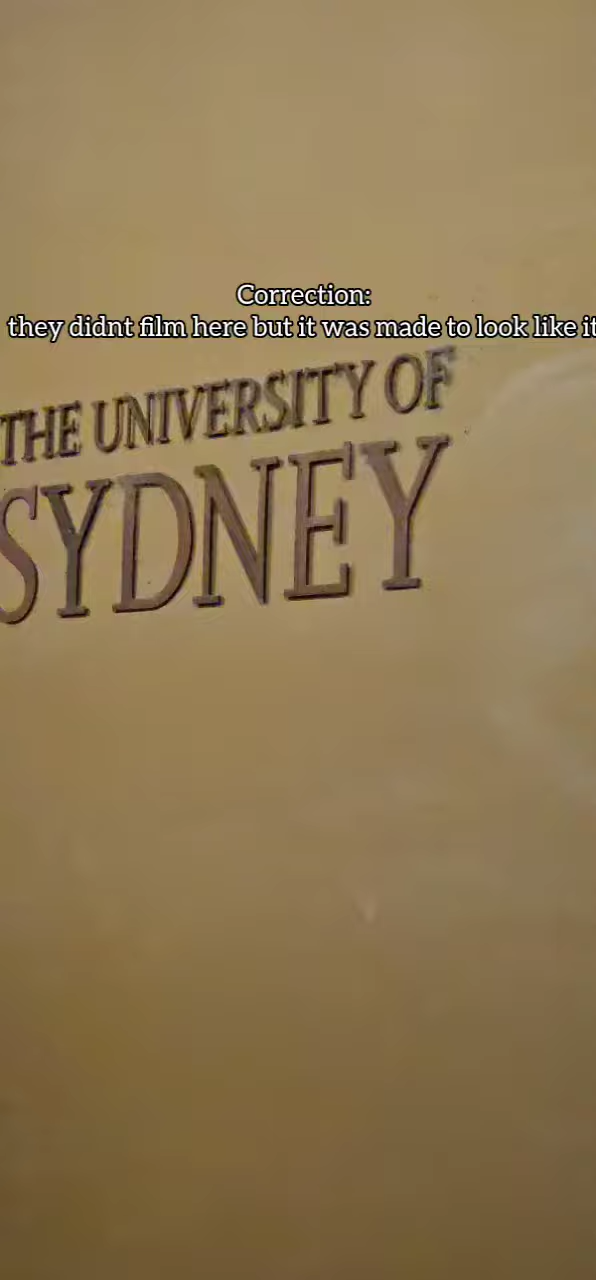 Correction:
they didnt film here but it was made to look like it
THE UNIVERSITY OF
SYDNEY